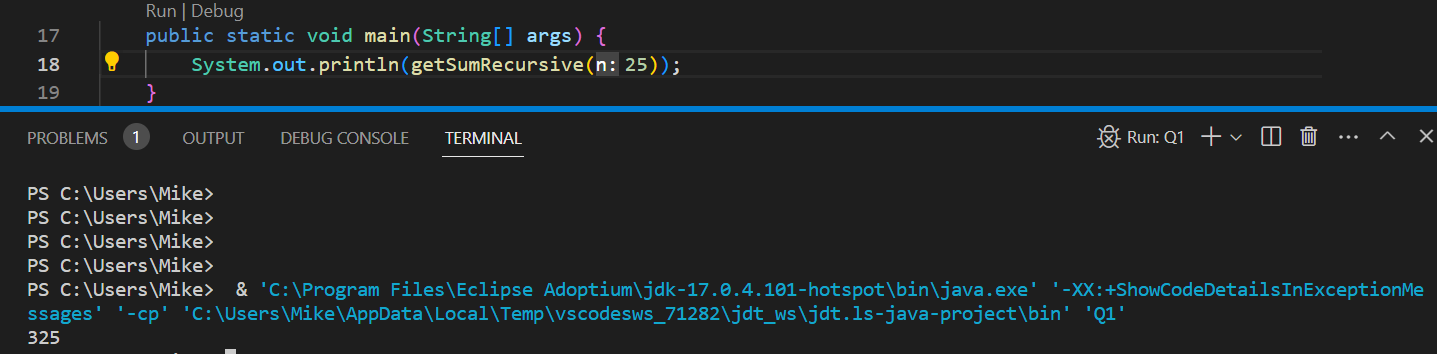 Run | Debug
17 public static void main(String[] args) {
18 System.out.println(getSumRecursive(n: 25));
19 }
PROBLEMS 1 OUTPUT DEBUG CONSOLE TERMINAL Run: Q1
PS C:\Users\Mike>
PS C:\Users\Mike>
PS C:\Users\Mike>
PS C:\Users\Mike>
PS C:\Users\Mike>  & 'C:\Program Files\Eclipse Adoptium\jdk-17.0.4.101-hotspot\bin\java.exe' '-XX:+ShowCodeDetailsInExceptionMe
ssages' '-cp' 'C:\Users\Mike\AppData\Local\Temp\vscodesws_71282\jdt_ws\jdt.ls-java-project\bin' 'Q1'
325